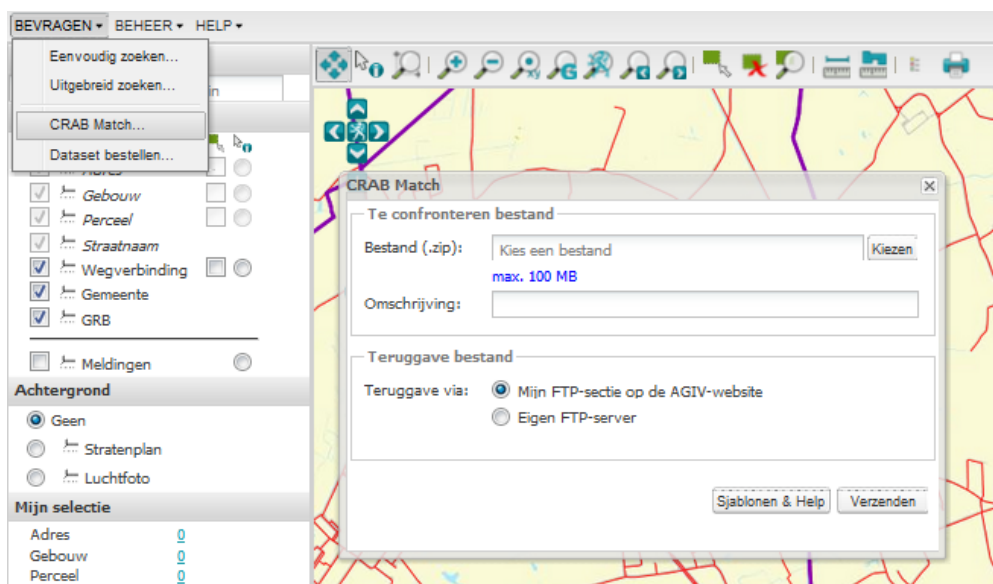 BEVRAGEN BEHEER HELP
Eenvoudig zoeken...
Uitgebreid zoeken...
in
CRAB Match...
Dataset bestellen...
Adres
Gebouw
Perceel
Straatnaam
Wegverbinding
Gemeente
GRB
Meldingen
Achtergrond
Geen
Stratenplan
Luchtfoto
Mijn selectie
Adres 0
Gebouw 0
Perceel 0
CRAB Match
Te confronteren bestand
Bestand (.zip): Kies een bestand Kiezen
max. 100 MB
Omschrijving:
Teruggave bestand
Teruggave via: Mijn FTP-sectie op de AGIV-website
Eigen FTP-server
Sjablonen & Help Verzenden